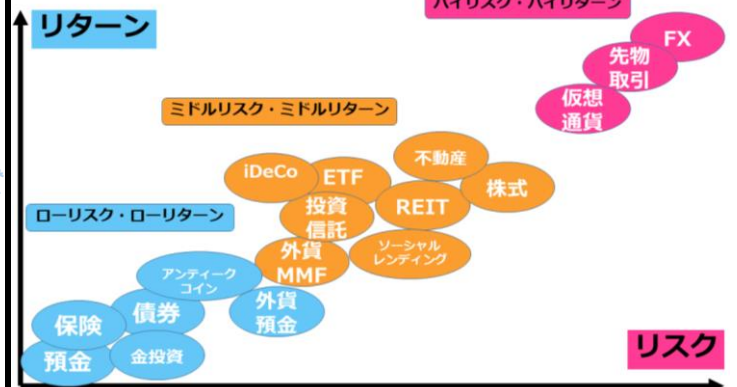 ハイリスク・ハイリターン
リターン
FX
先物
取引
仮想
通貨
ミドルリスク・ミドルリターン
不動産
iDeCo
ETF
株式
投資
信託
REIT
ローリスク・ローリターン
外貨
MMF
ソーシャル
レンディング
アンティーク
コイン
債券
外貨
預金
保険
預金
金投資
リスク